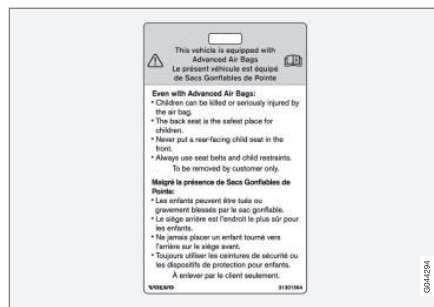 This vehicle is equipped with
Advanced Air Bags
Le présent véhicule est équipé
de Sacs Gonflables de Pointe
Even with Advanced Air Bags:
• Children can be killed or seriously injured by
the air bag.
• The back seat is the safest place for
children.
• Never put a rear-facing child seat in the
front.
• Always use seat belts and child restraints.
To be removed by customer only.
Malgré la présence de Sacs Gonflables de
Pointe:
• Les enfants peuvent être tués ou
gravement blessés par le sac gonflable.
• Le siège arrière est l'endroit le plus sûr pour
les enfants.
• Ne jamais placer un enfant tourné vers
l'arrière sur le siège avant.
• Toujours utiliser les ceintures de sécurité ou
les dispositifs de protection pour enfants.
À enlever par le client seulement.
VOLVO 31301564
G044294